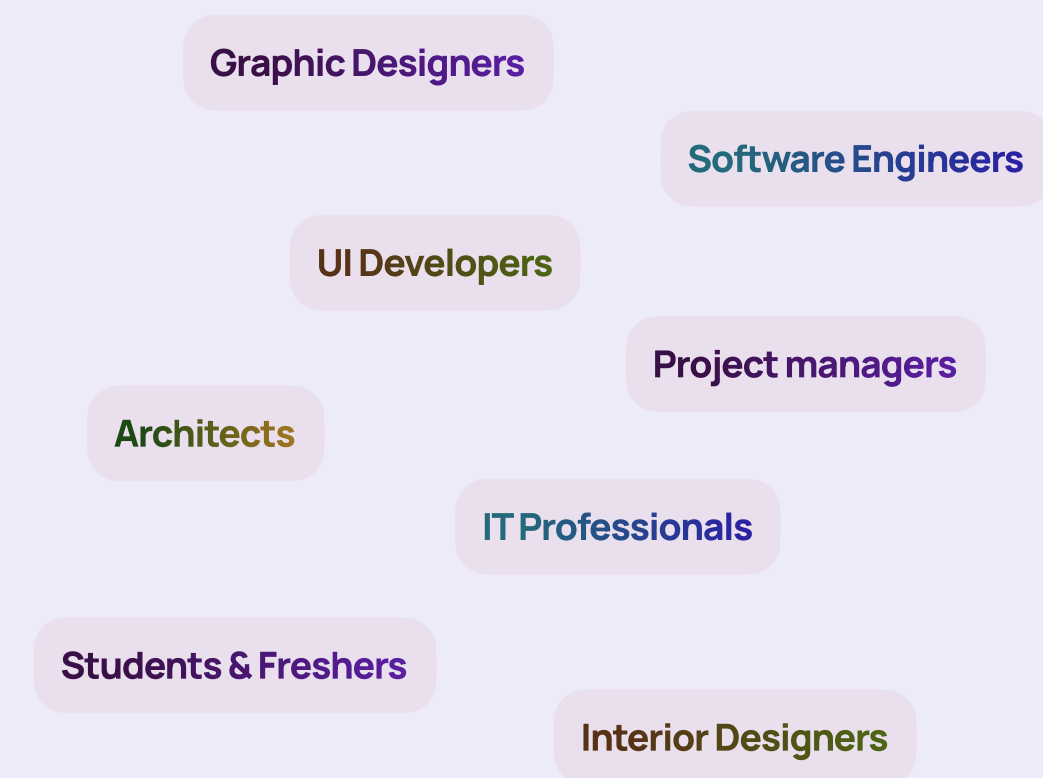 Graphic Designers
Software Engineers
UI Developers
Project managers
Architects
IT Professionals
Students & Freshers
Interior Designers